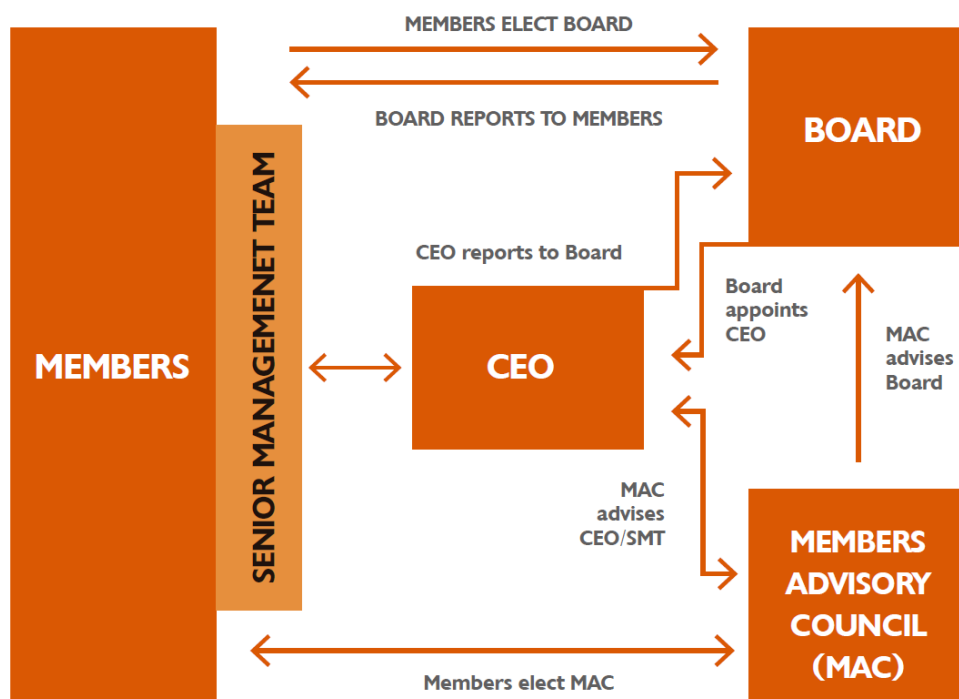 MEMBERS ELECT BOARD
BOARD REPORTS TO MEMBERS
BOARD
SENIOR MANAGEMENET TEAM
CEO reports to Board
Board
appoints
CEO
MAC
advises
Board
MEMBERS
CEO
MAC
advises
CEO/SMT
MEMBERS
ADVISORY
COUNCIL
(MAC)
Members elect MAC